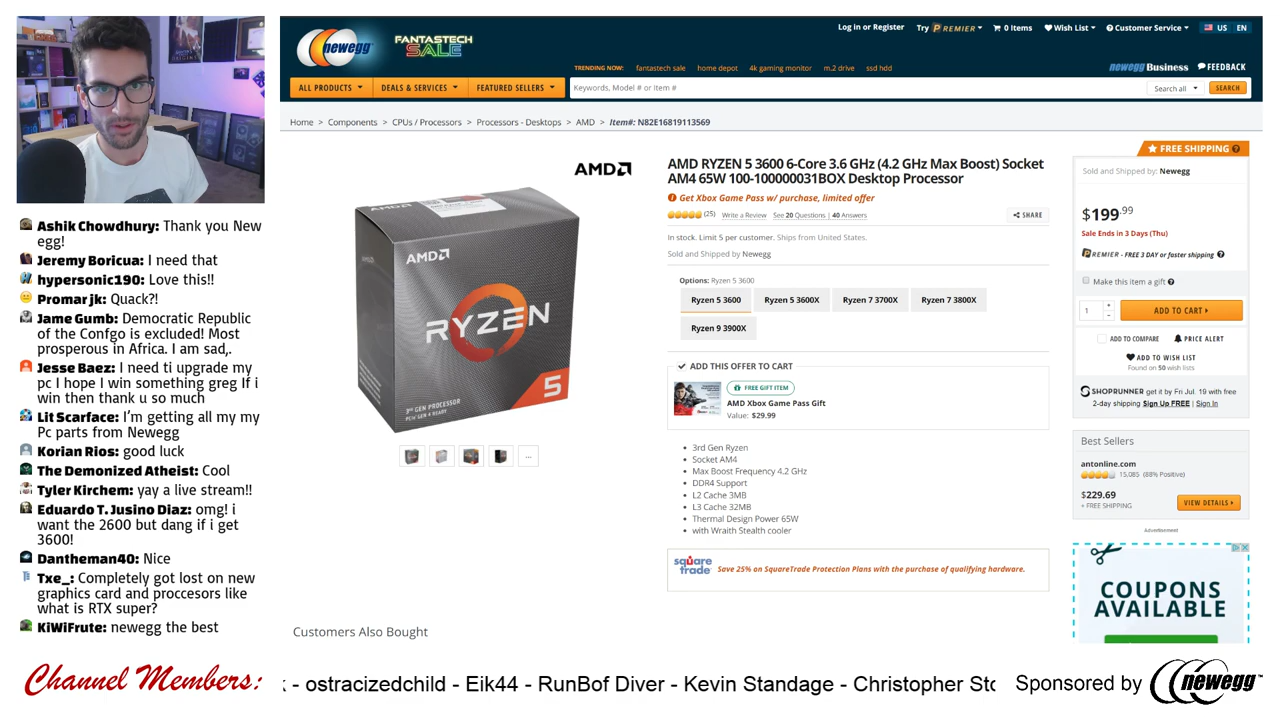 newegg
FANTASTECH
SALE
Log in or Register
Try PREMIER
0 Items
Wish List
Customer Service
US
EN
TRENDING NOW:
fantastech sale
home depot
4k gaming monitor
m.2 drive
ssd hdd
newegg Business
FEEDBACK
ALL PRODUCTS
DEALS & SERVICES
FEATURED SELLERS
Keywords, Model # or Item #
Search all
SEARCH
Home > Components > CPUs / Processors > Processors - Desktops > AMD > Item#: N82E16819113569
AMD
AMD
RYZEN
5
3rd GEN PROCESSOR
AMD RYZEN 5 3600 6-Core 3.6 GHz (4.2 GHz Max Boost) Socket
AM4 65W 100-100000031BOX Desktop Processor
Get Xbox Game Pass w/ purchase, limited offer
(25) Write a Review See 20 Questions | 40 Answers
SHARE
In stock. Limit 5 per customer. Ships from United States.
Sold and Shipped by Newegg
Options: Ryzen 5 3600
Ryzen 5 3600
Ryzen 5 3600X
Ryzen 7 3700X
Ryzen 7 3800X
Ryzen 9 3900X
ADD THIS OFFER TO CART
FREE GIFT ITEM
AMD Xbox Game Pass Gift
Value: $29.99
3rd Gen Ryzen
Socket AM4
Max Boost Frequency 4.2 GHz
DDR4 Support
L2 Cache 3MB
L3 Cache 32MB
Thermal Design Power 65W
with Wraith Stealth cooler
square trade
Save 25% on SquareTrade Protection Plans with the purchase of qualifying hardware.
Customers Also Bought
FREE SHIPPING
Sold and Shipped by: Newegg
$199.99
Sale Ends in 3 Days (Thu)
PREMIER - FREE 3 DAY or faster shipping
Make this item a gift
1
ADD TO CART
ADD TO COMPARE
PRICE ALERT
ADD TO WISH LIST
Found on 50 wish lists
SHOPRUNNER get it by Fri Jul. 19 with free
2-day shipping Sign Up FREE | Sign In
Best Sellers
antonline.com
15,085 (88% Positive)
$229.69
+ FREE SHIPPING
VIEW DETAILS
Advertisement
COUPONS
AVAILABLE
Ashik Chowdhury: Thank you New
egg!
Jeremy Boricua: I need that
hypersonic190: Love this!!
Promar jk: Quack?!
Jame Gumb: Democratic Republic
of the Confgo is excluded! Most
prosperous in Africa. I am sad,.
Jesse Baez: I need ti upgrade my
pc I hope I win something greg If i
win then thank u so much
Lit Scarface: I'm getting all my my
Pc parts from Newegg
Korian Rios: good luck
The Demonized Atheist: Cool
Tyler Kirchem: yay a live stream!!
Eduardo T. Jusino Diaz: omg! i
want the 2600 but dang if i get
3600!
Dantheman40: Nice
Txe_: Completely got lost on new
graphics card and proccesors like
what is RTX super?
KiWiFrute: newegg the best
Channel Members:
- ostracizedchild - Eik44 - RunBof Diver - Kevin Standage - Christopher
Sponsored by newegg